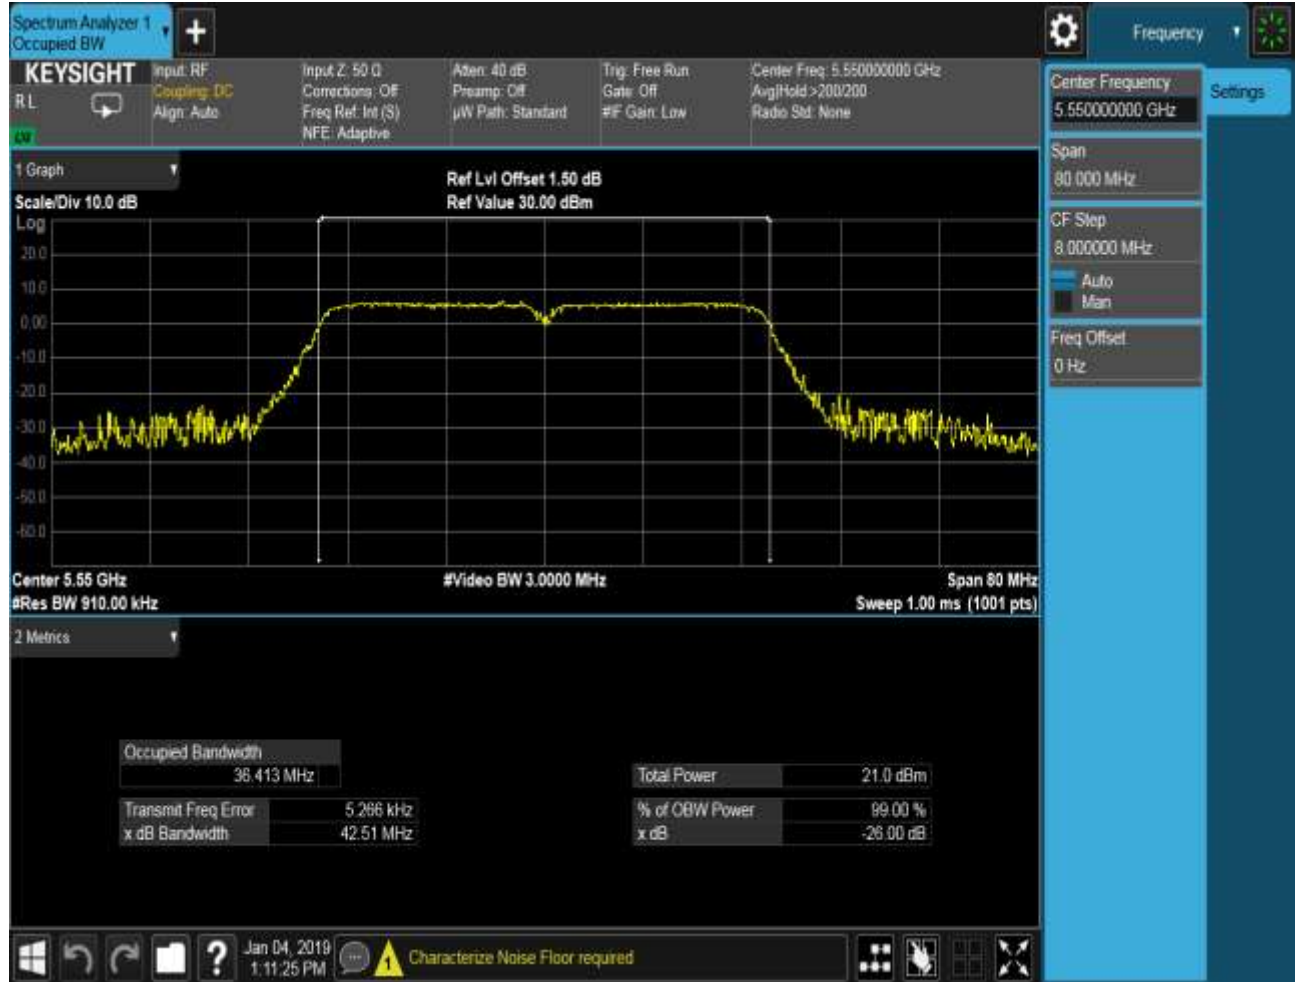 Spectrum Analyzer 1
Occupied BW
Frequency
KEYSIGHT
R L
Input: RF
Coupling: DC
Align: Auto
Input Z: 50 Ω
Corrections: Off
Freq Ref: Int (S)
NFE: Adaptive
Atten: 40 dB
Preamp: Off
µW Path: Standard
Trig: Free Run
Gate: Off
#IF Gain: Low
Center Freq: 5.550000000 GHz
Avg|Hold:>200/200
Radio Std: None
Center Frequency
5.550000000 GHz
Settings
Span
80.000 MHz
CF Step
8.000000 MHz
Auto
Man
Freq Offset
0 Hz
1 Graph
Scale/Div 10.0 dB
Ref Lvl Offset 1.50 dB
Ref Value 30.00 dBm
Log
20.0
10.0
0.00
-10.0
-20.0
-30.0
-40.0
-50.0
-60.0
Center 5.55 GHz
#Video BW 3.0000 MHz
Span 80 MHz
#Res BW 910.00 kHz
Sweep 1.00 ms (1001 pts)
2 Metrics
Occupied Bandwidth
36.413 MHz
Total Power 21.0 dBm
Transmit Freq Error 5.266 kHz
% of OBW Power 99.00 %
x dB Bandwidth 42.51 MHz
x dB -26.00 dB
?
Jan 04, 2019
1:11:25 PM
1
Characterize Noise Floor required